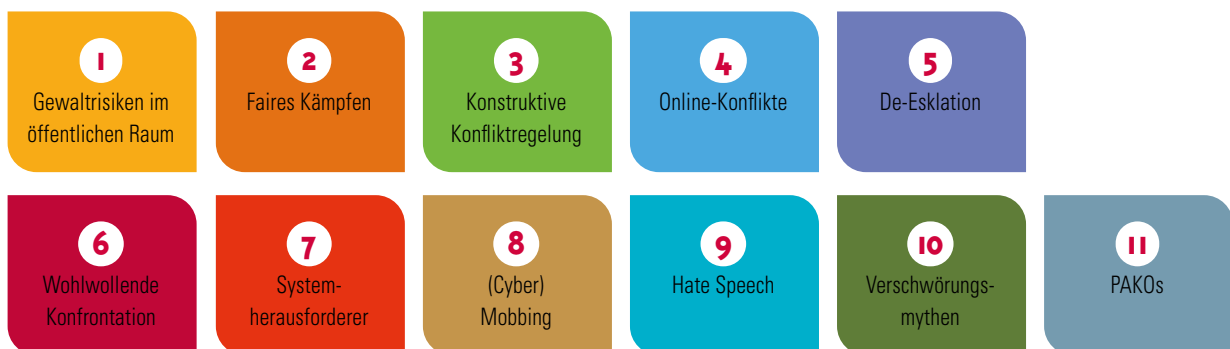 1
Gewaltrisiken im
öffentlichen Raum
2
Faires Kämpfen
3
Konstruktive
Konfliktregelung
4
Online-Konflikte
5
De-Esklation
6
Wohlwollende
Konfrontation
7
System-
herausforderer
8
(Cyber)
Mobbing
9
Hate Speech
10
Verschwörungs-
mythen
11
PAKOs